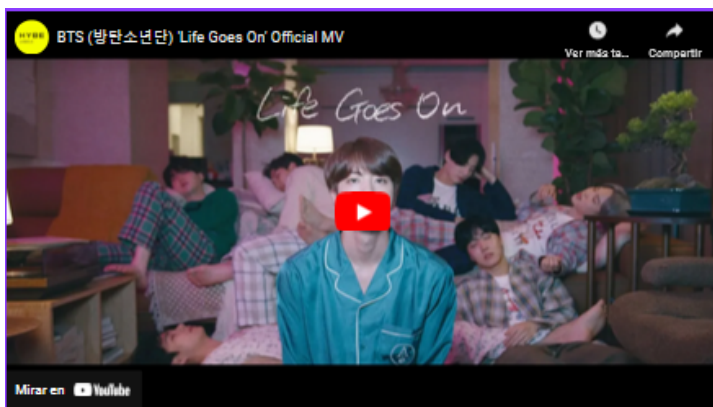 HYBE
BTS (방탄소년단) 'Life Goes On' Official MV
Ver más ta...
Compartir
Life Goes On
Mirar en YouTube